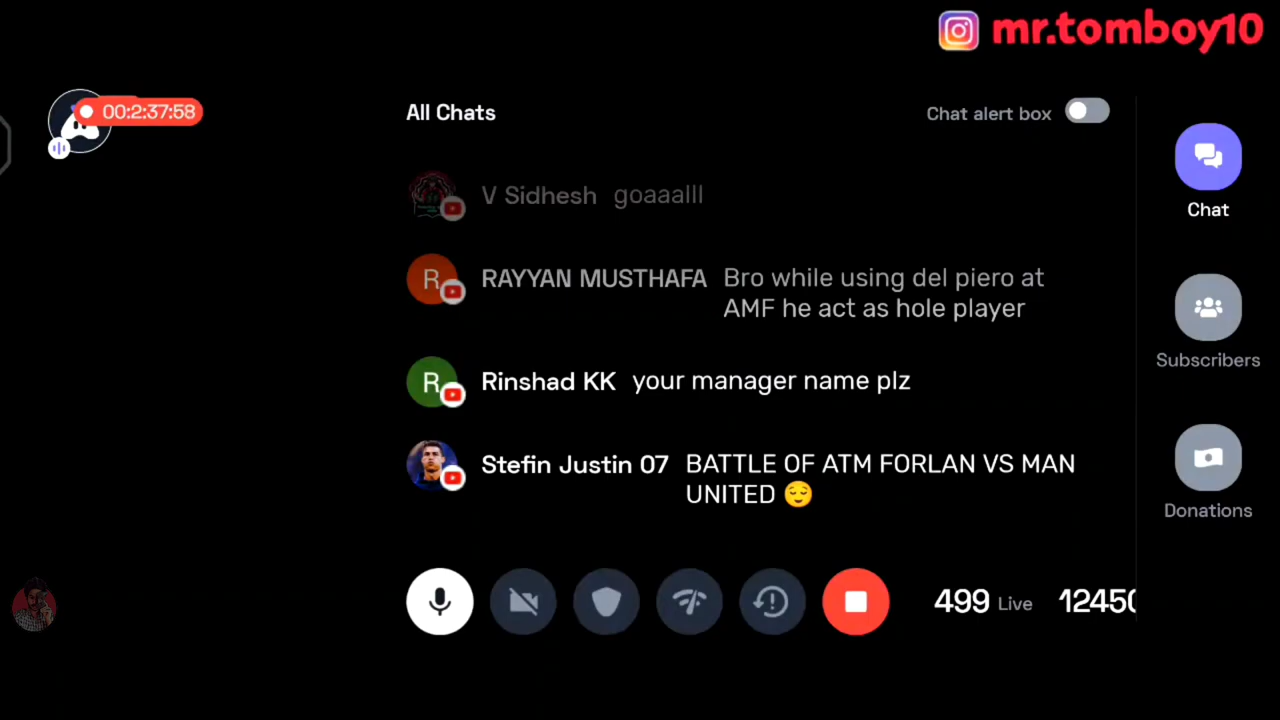 mr.tomboy10
00:2:37:58
All Chats
Chat alert box
V Sidhesh goaaalll
RAYYAN MUSTHAFA Bro while using del piero at
AMF he act as hole player
Rinshad KK your manager name plz
Stefin Justin 07 BATTLE OF ATM FORLAN VS MAN
UNITED 😌
499 Live 12450
Chat
Subscribers
Donations